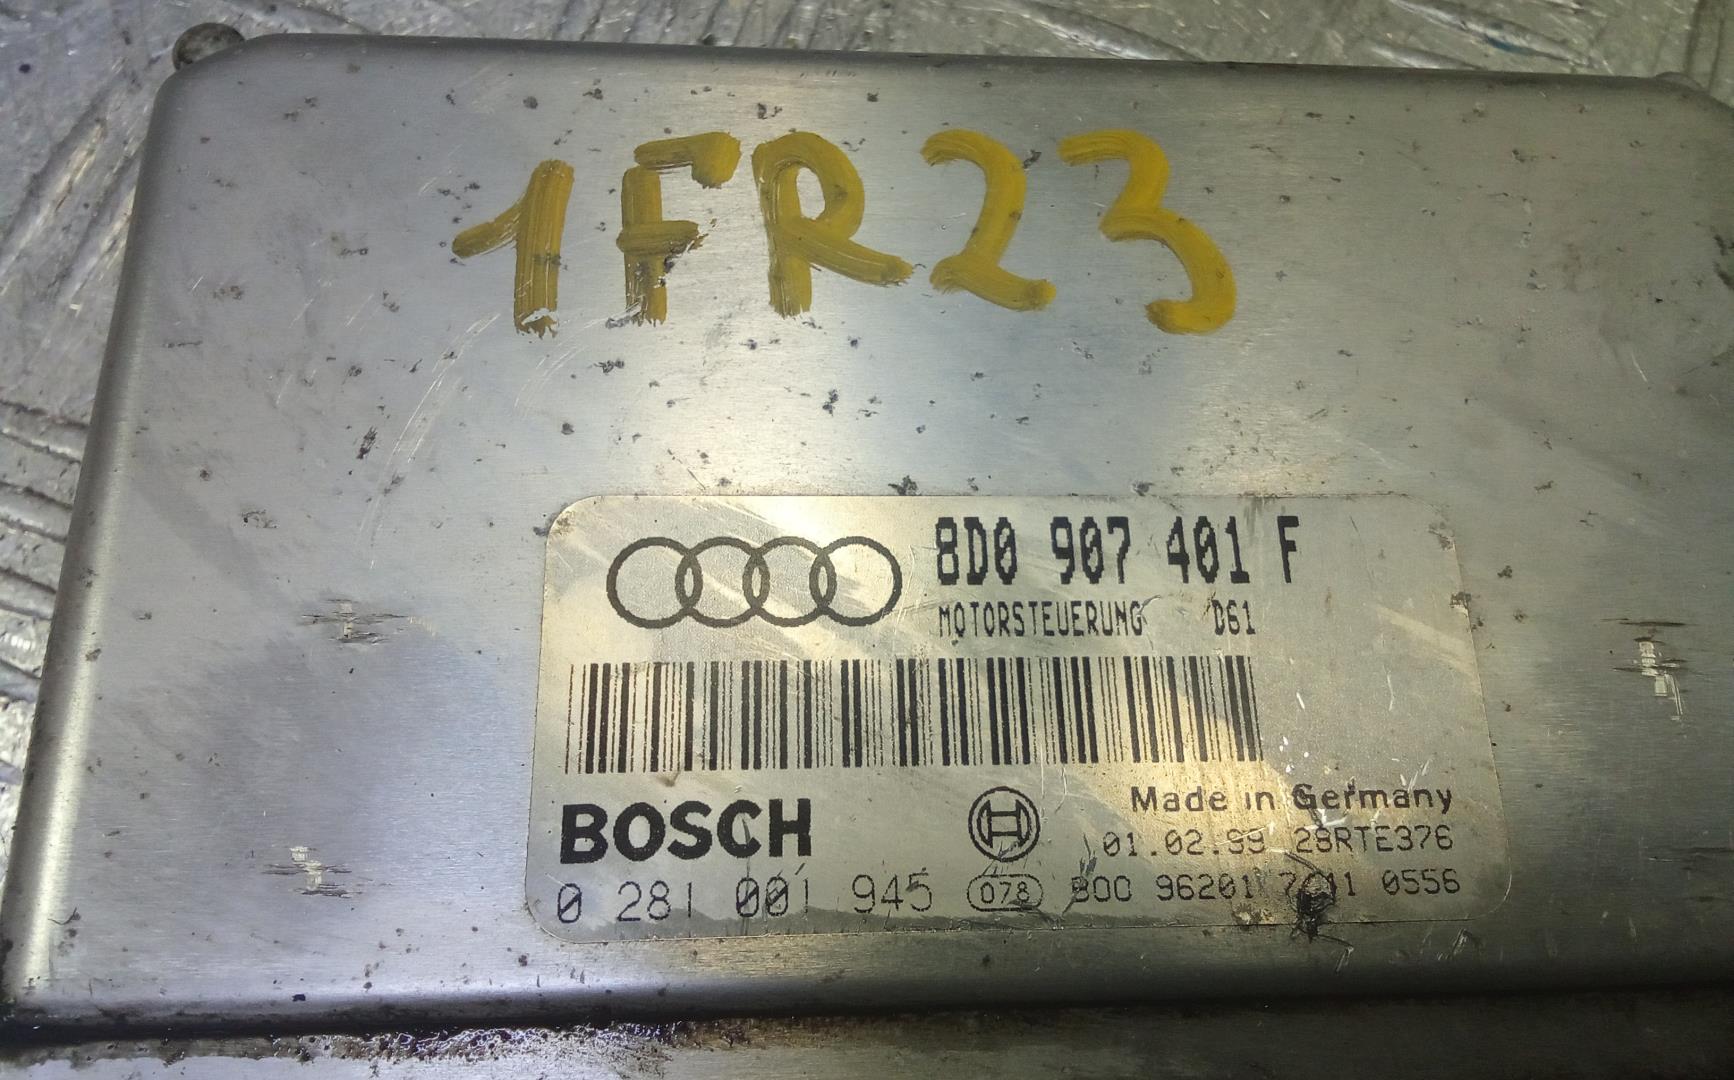 1FR23
8D0 907 401 F
MOTORSTEUERUNG D61
BOSCH
Made in Germany
01.02.99 28RTE376
0 281 001 945 078 0556